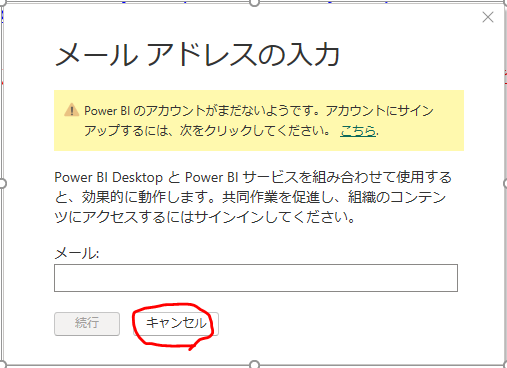 メール アドレスの入力
Power BI のアカウントがまだないようです。アカウントにサイン
アップするには、次をクリックしてください。 こちら.
Power BI Desktop と Power BI サービスを組み合わせて使用する
と、効果的に動作します。共同作業を促進し、組織のコンテン
ツにアクセスするにはサインインしてください。
メール:
続行
キャンセル